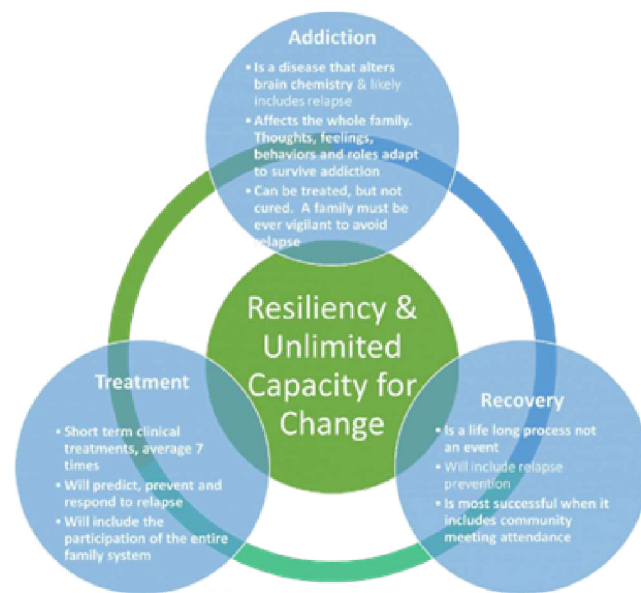 Addiction
• Is a disease that alters
brain chemistry & likely
includes relapse
• Affects the whole family.
Thoughts, feelings,
behaviors and roles adapt
to survive addiction
• Can be treated, but not
cured. A family must be
ever vigilant to avoid
relapse
Resiliency &
Unlimited
Capacity for
Change
Treatment
• Short term clinical
treatments, average 7
times
• Will predict, prevent and
respond to relapse
• Will include the
participation of the entire
family system
Recovery
• Is a life long process not
an event
• Will include relapse
prevention
• Is most successful when it
includes community
meeting attendance